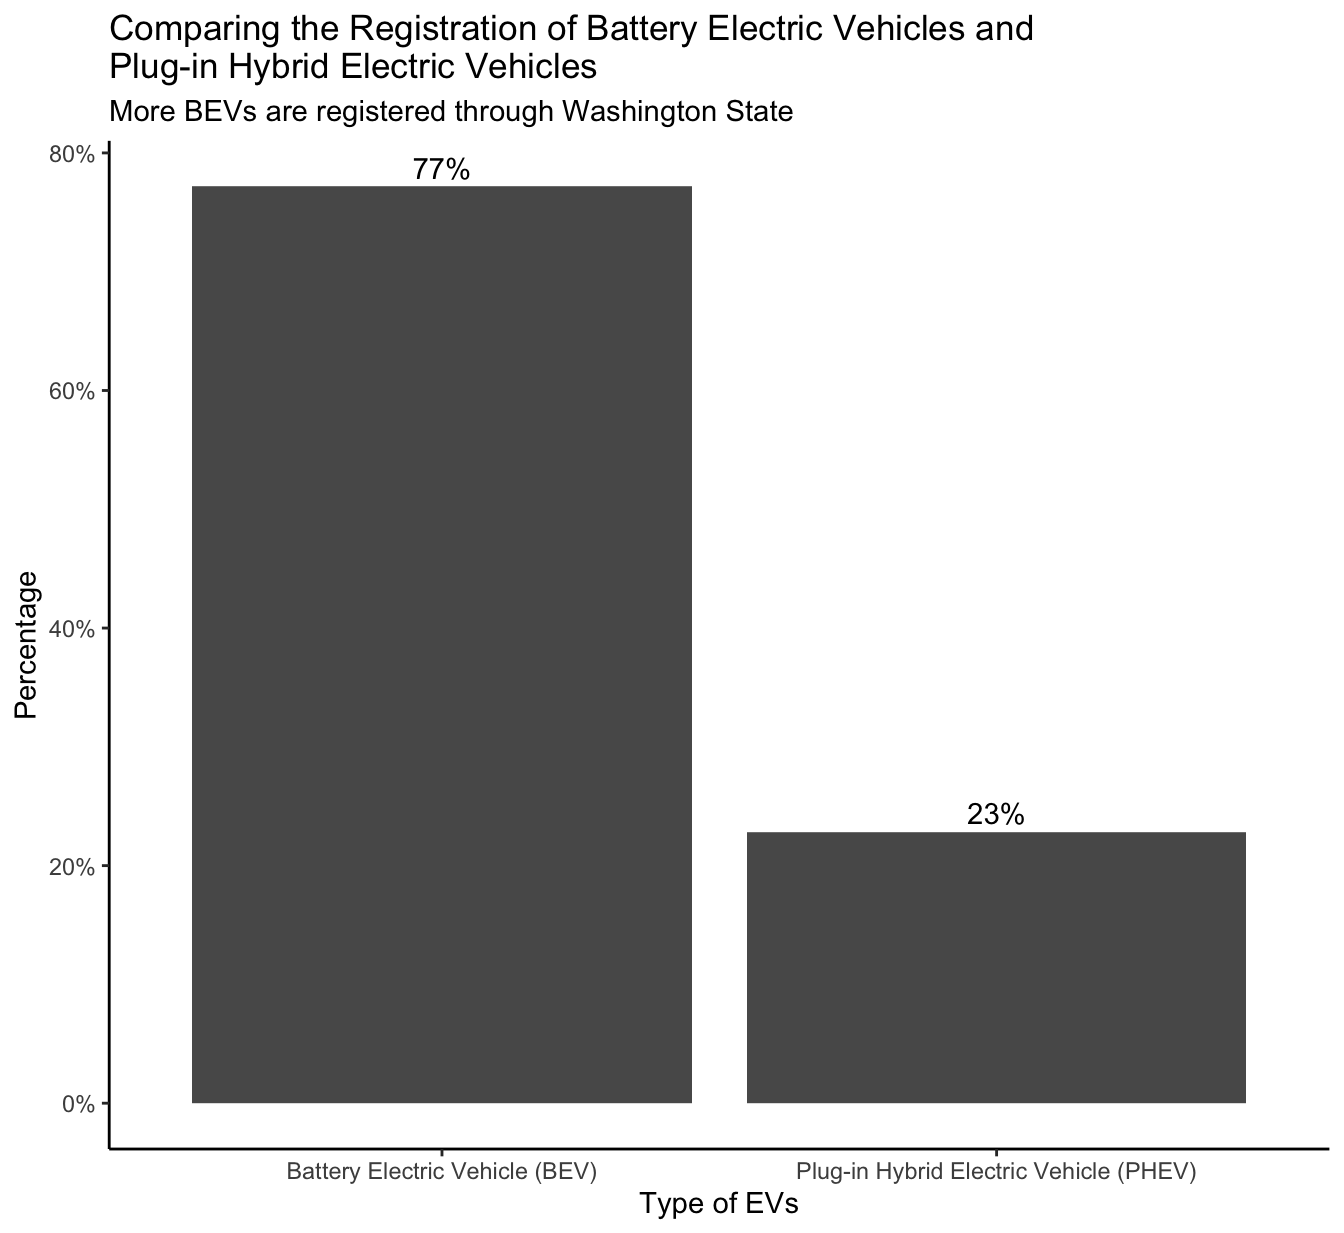 Comparing the Registration of Battery Electric Vehicles and
Plug-in Hybrid Electric Vehicles
More BEVs are registered through Washington State
80%
77%
60%
40%
23%
20%
0%
Percentage
Battery Electric Vehicle (BEV)
Plug-in Hybrid Electric Vehicle (PHEV)
Type of EVs